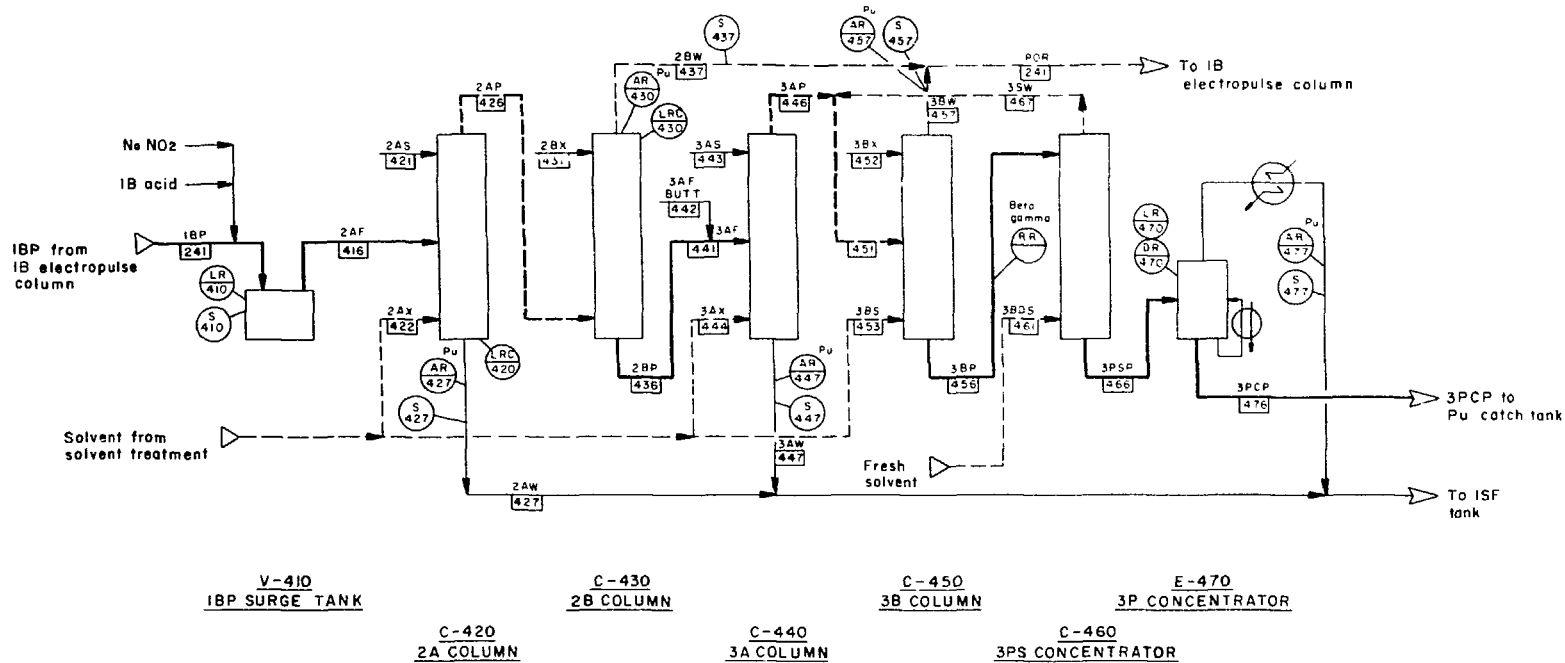 S
437
Pu
AR
457
S
457
2BW
437
POR
241
To IB
electropulse column
2AP
426
Pu
AR
430
LRC
430
3AP
446
3BW
457
3SW
467
NaNO2
IB acid
2AS
421
2BX
431
3AS
443
3BX
452
3AF
BUTT
442
Beta
gamma
RR
IBP from
IB electropulse
column
IBP
241
2AF
416
3AF
441
451
LR
410
S
410
LR
470
DR
470
Pu
AR
477
S
477
2AX
422
3AX
444
3BS
453
3BDS
461
LRC
420
Pu
AR
427
S
427
2BP
436
Pu
AR
447
S
447
3BP
456
3PSP
466
3PCP
476
3PCP to
Pu catch tank
Solvent from
solvent treatment
3AW
447
Fresh
solvent
2AW
427
To ISF
tank
V-410
IBP SURGE TANK
C-430
2B COLUMN
C-450
3B COLUMN
E-470
3P CONCENTRATOR
C-420
2A COLUMN
C-440
3A COLUMN
C-460
3PS CONCENTRATOR